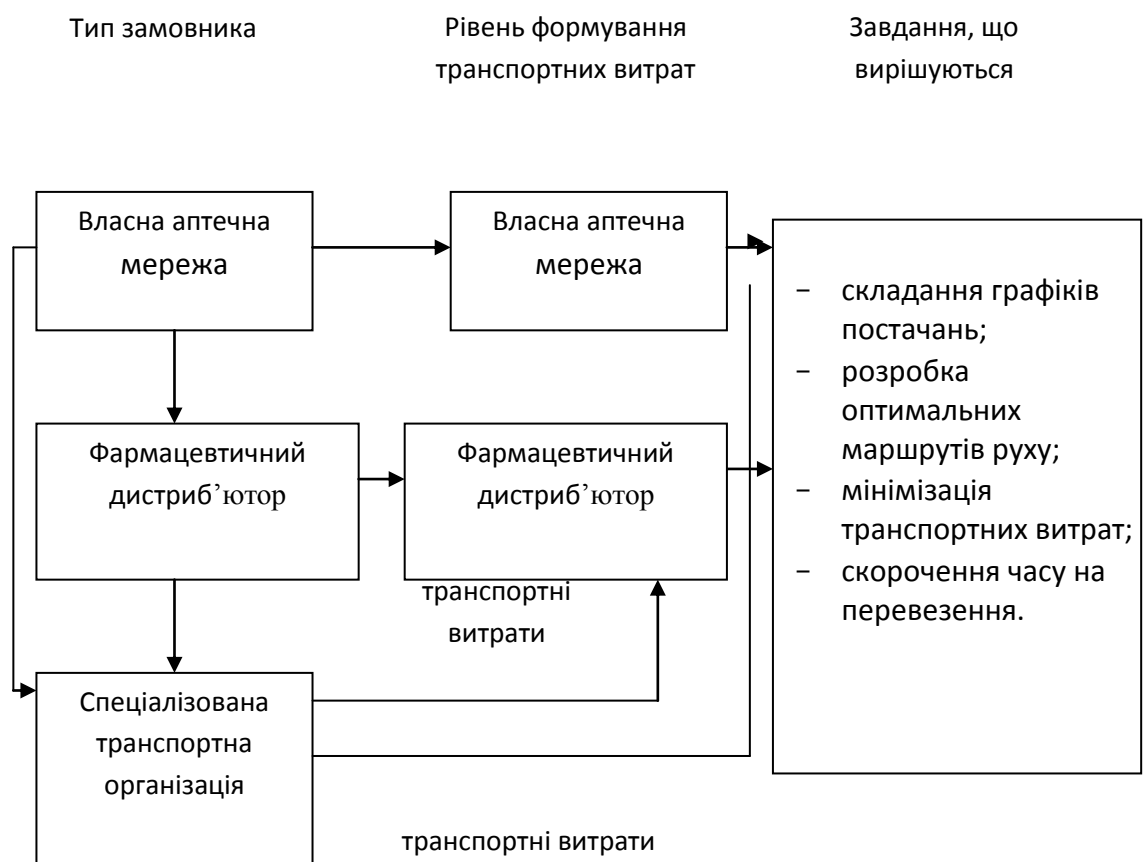 Тип замовника
Рівень формування
транспортних витрат
Завдання, що
вирішуються
Власна аптечна
мережа
Власна аптечна
мережа
− складання графіків
постачань;
− розробка
оптимальних
маршрутів руху;
− мінімізація
транспортних витрат;
− скорочення часу на
перевезення.
Фармацевтичний
дистриб’ютор
Фармацевтичний
дистриб’ютор
транспортні
витрати
Спеціалізована
транспортна
організація
транспортні витрати